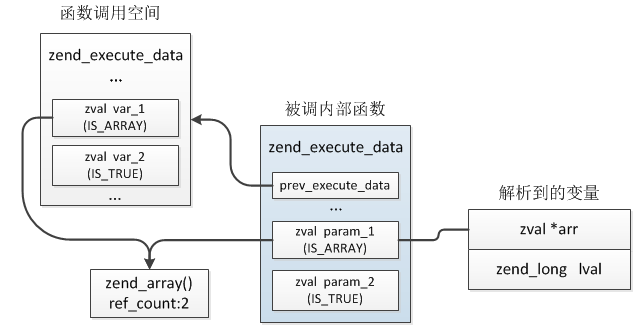 函数调用空间
zend_execute_data
...
zval var_1
(IS_ARRAY)
zval var_2
(IS_TRUE)
...
zend_array()
ref_count:2
被调内部函数
zend_execute_data
prev_execute_data
...
zval param_1
(IS_ARRAY)
zval param_2
(IS_TRUE)
解析到的变量
zval *arr
zend_long lval